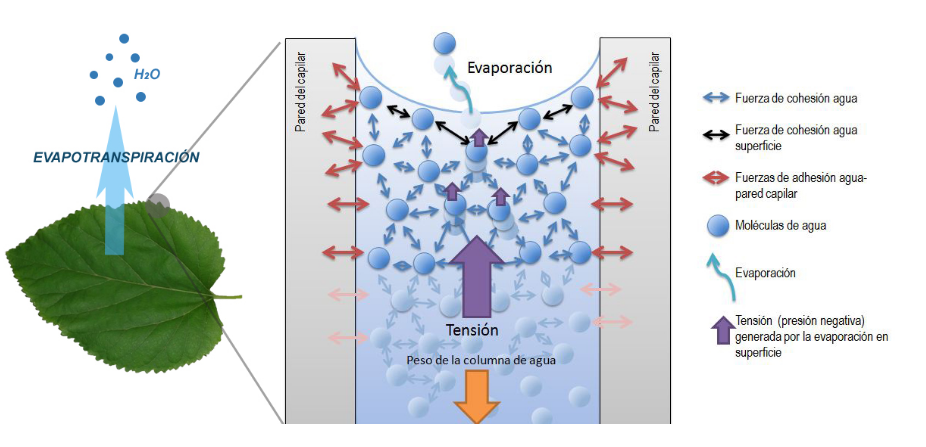 H₂O
EVAPOTRANSPIRACIÓN
Pared del capilar
Evaporación
Pared del capilar
Tensión
Peso de la columna de agua
Fuerza de cohesión agua
Fuerza de cohesión agua
superficie
Fuerzas de adhesión agua-
pared capilar
Moléculas de agua
Evaporación
Tensión (presión negativa)
generada por la evaporación en
superficie